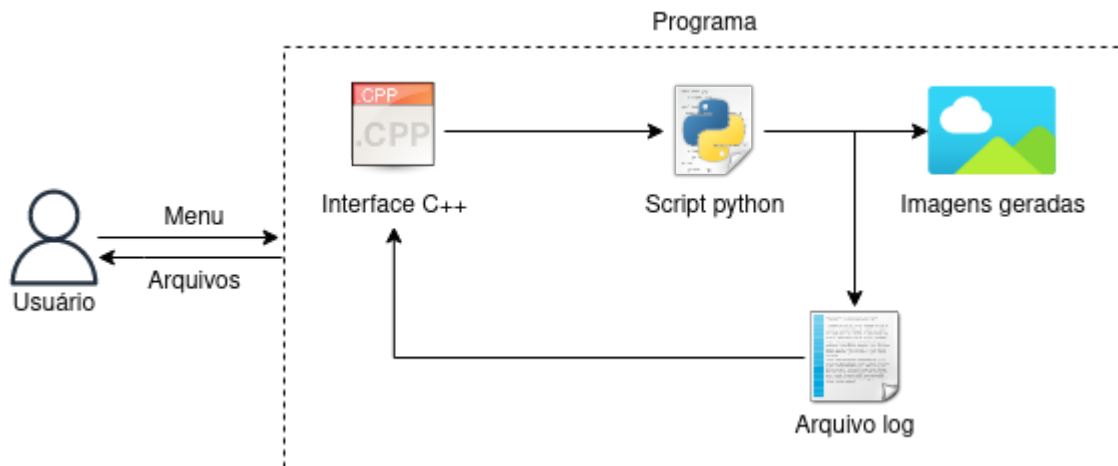 Programa
.CPP
.CPP
Interface C++
Script python
Imagens geradas
Menu
Arquivos
Usuário
Arquivo log